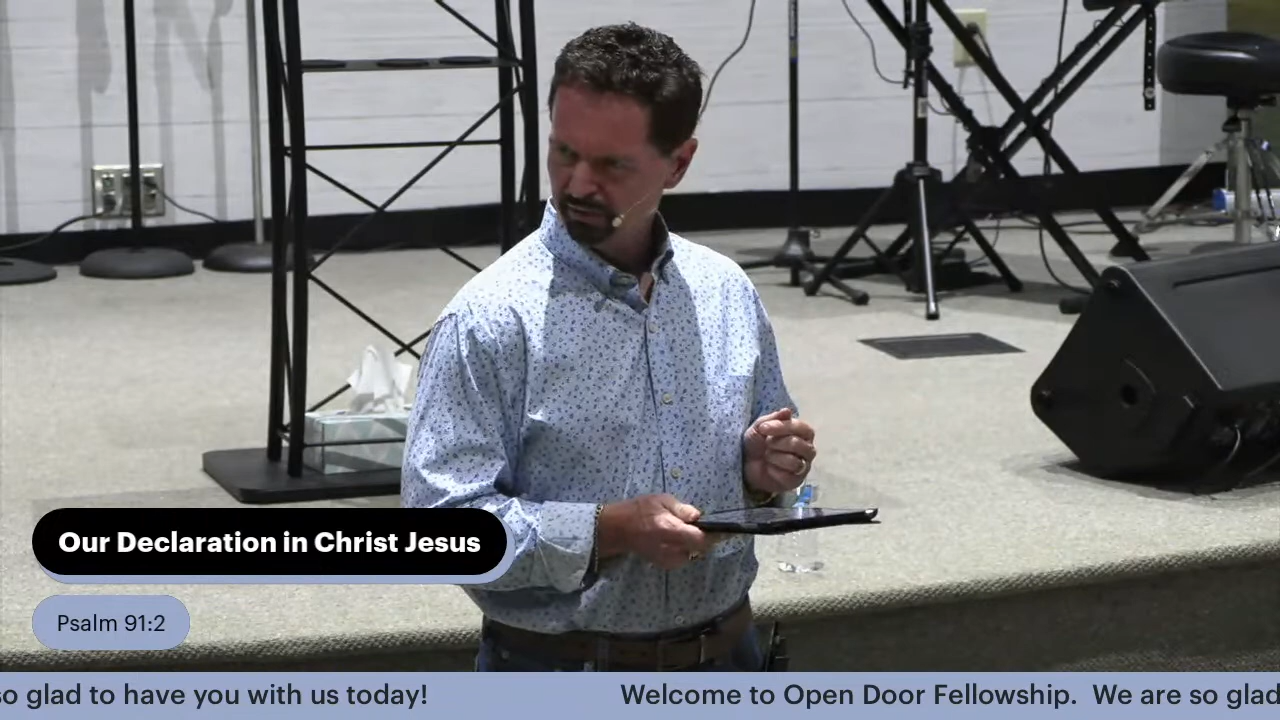 Our Declaration in Christ Jesus
Psalm 91:2
so glad to have you with us today! Welcome to Open Door Fellowship. We are so glad